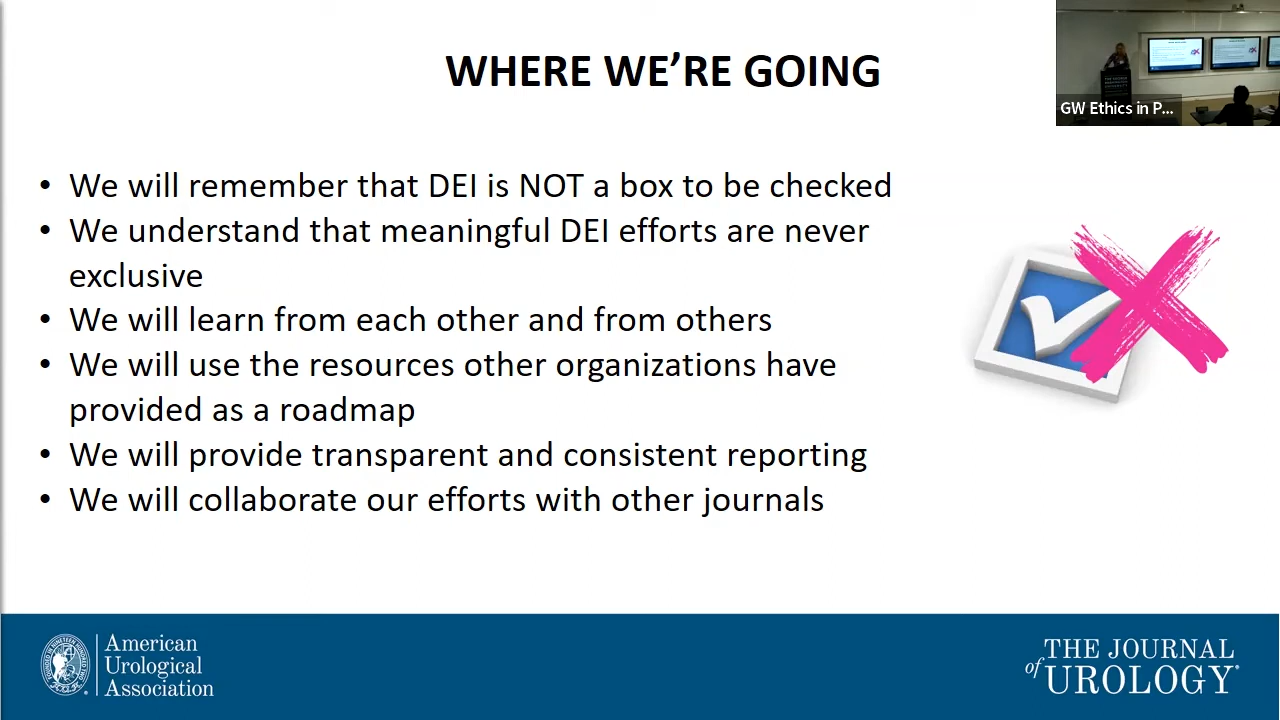 WHERE WE’RE GOING
GW Ethics in P...
• We will remember that DEI is NOT a box to be checked
• We understand that meaningful DEI efforts are never
exclusive
• We will learn from each other and from others
• We will use the resources other organizations have
provided as a roadmap
• We will provide transparent and consistent reporting
• We will collaborate our efforts with other journals
American
Urological
Association
THE JOURNAL
of UROLOGY®